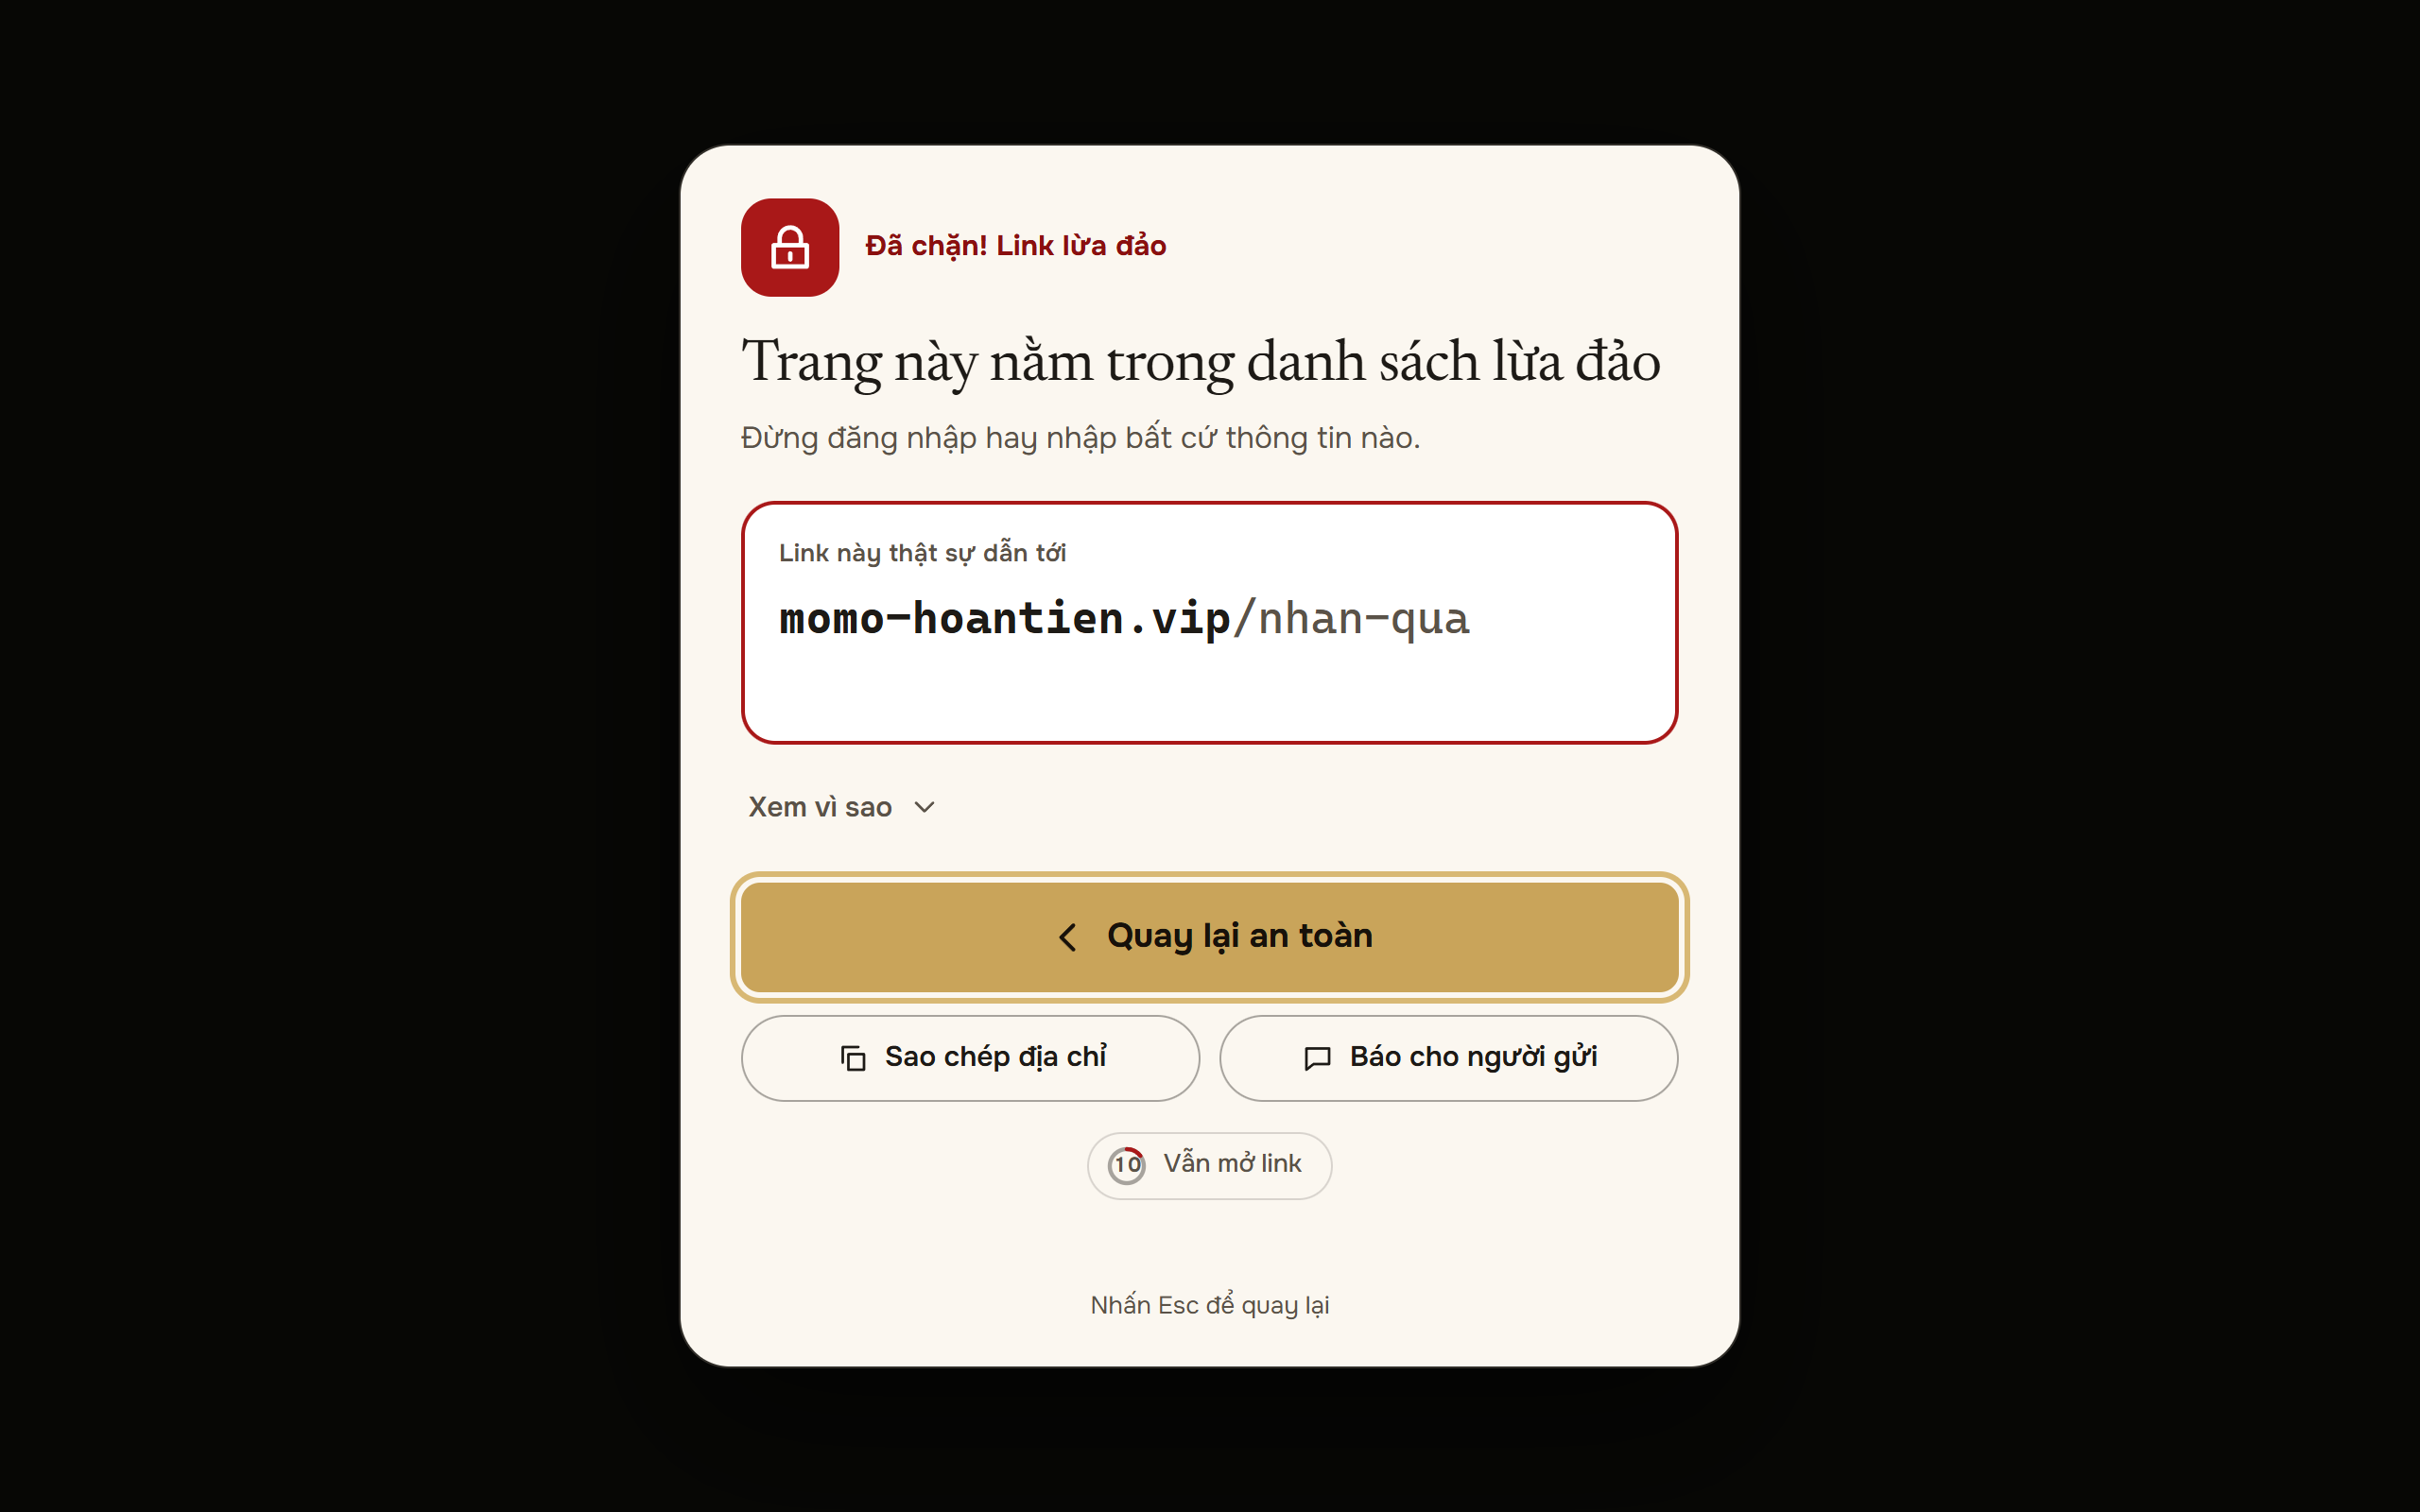 Đã chặn! Link lừa đảo
Trang này nằm trong danh sách lừa đảo
Đừng đăng nhập hay nhập bất cứ thông tin nào.
Link này thật sự dẫn tới
momo-hoantien.vip/nhan-qua
Xem vì sao
Quay lại an toàn
Sao chép địa chỉ
Báo cho người gửi
10 Vẫn mở link
Nhấn Esc để quay lại